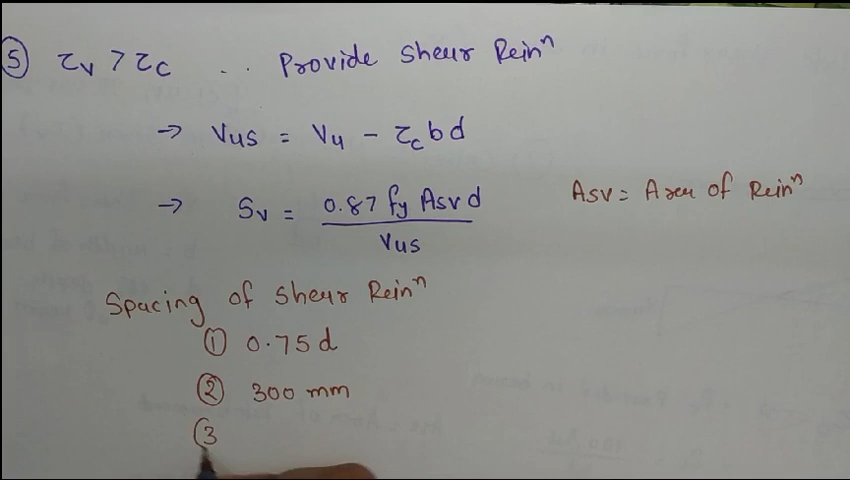 ⑤ τv > τc .. Provide Shear Reinⁿ
→ Vus = Vu - τc b d
→ Sv = 0.87 fy Asv d / Vus
Asv = Area of Reinⁿ
Spacing of Shear Reinⁿ
① 0.75 d
② 300 mm
③